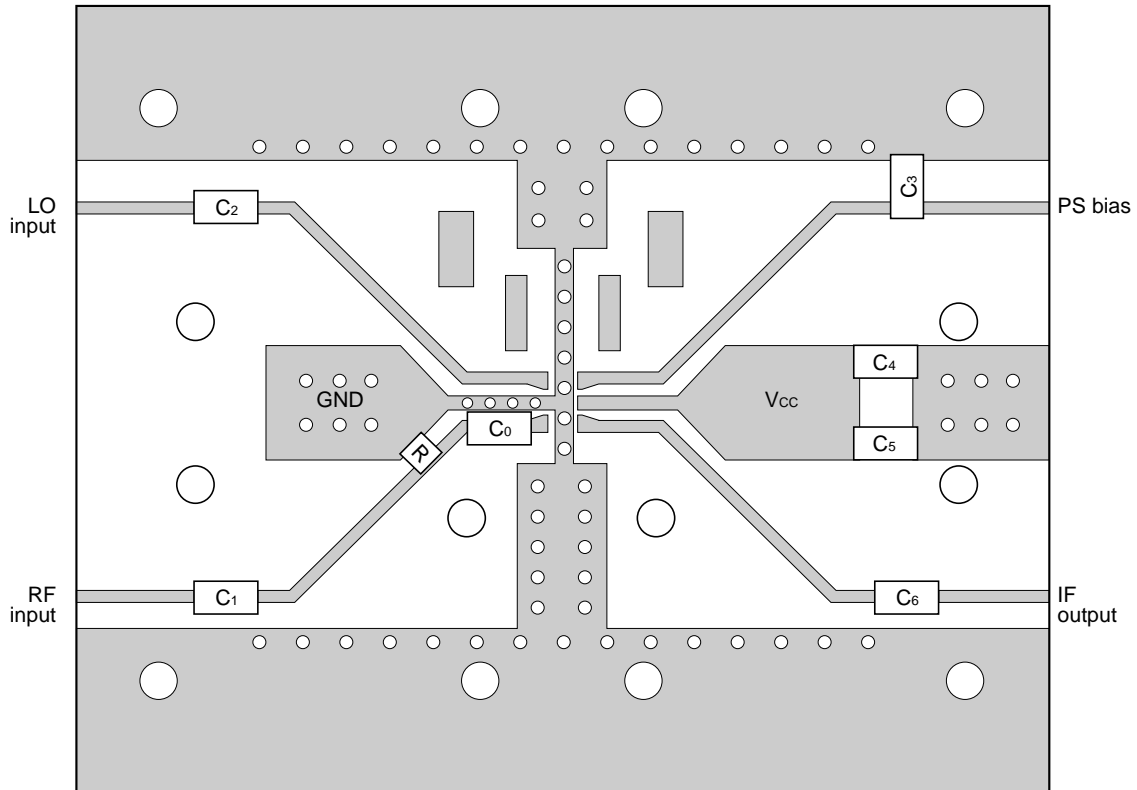 C3
LO
input
C2
PS bias
C4
GND
VCC
C0
C5
R
RF
input
C1
C6
IF
output